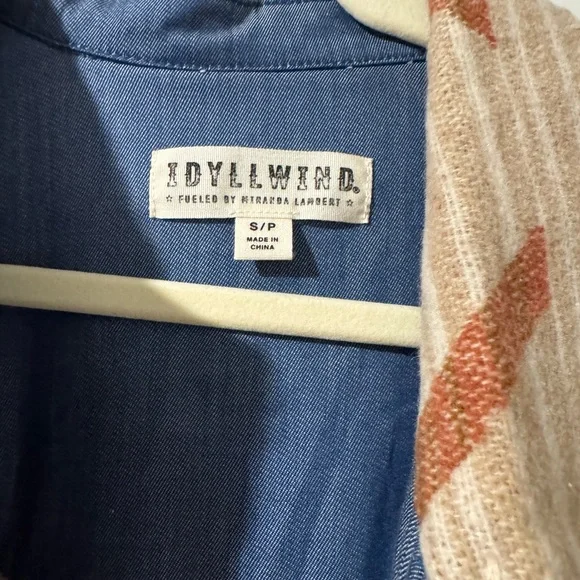 IDYLLWIND®
☆ FUELED BY MIRANDA LAMBERT ☆
S/P
MADE IN
CHINA